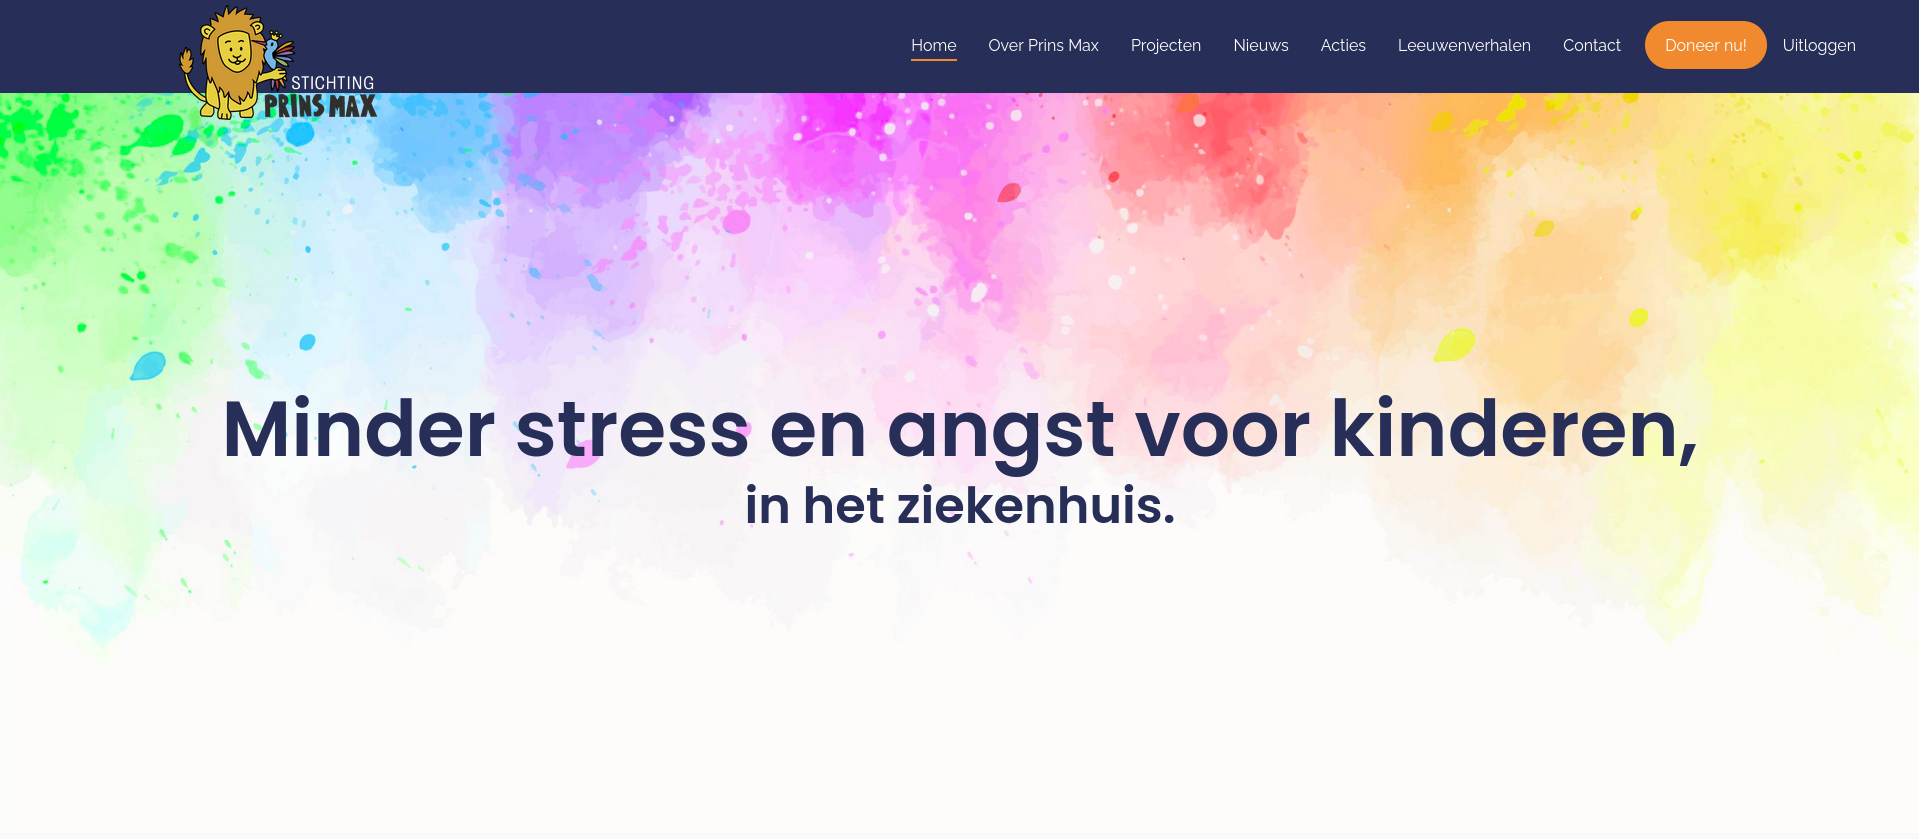 STICHTING
PRINS MAX
Home Over Prins Max Projecten Nieuws Acties Leeuwenverhalen Contact Doneer nu! Uitloggen
Minder stress en angst voor kinderen,
in het ziekenhuis.